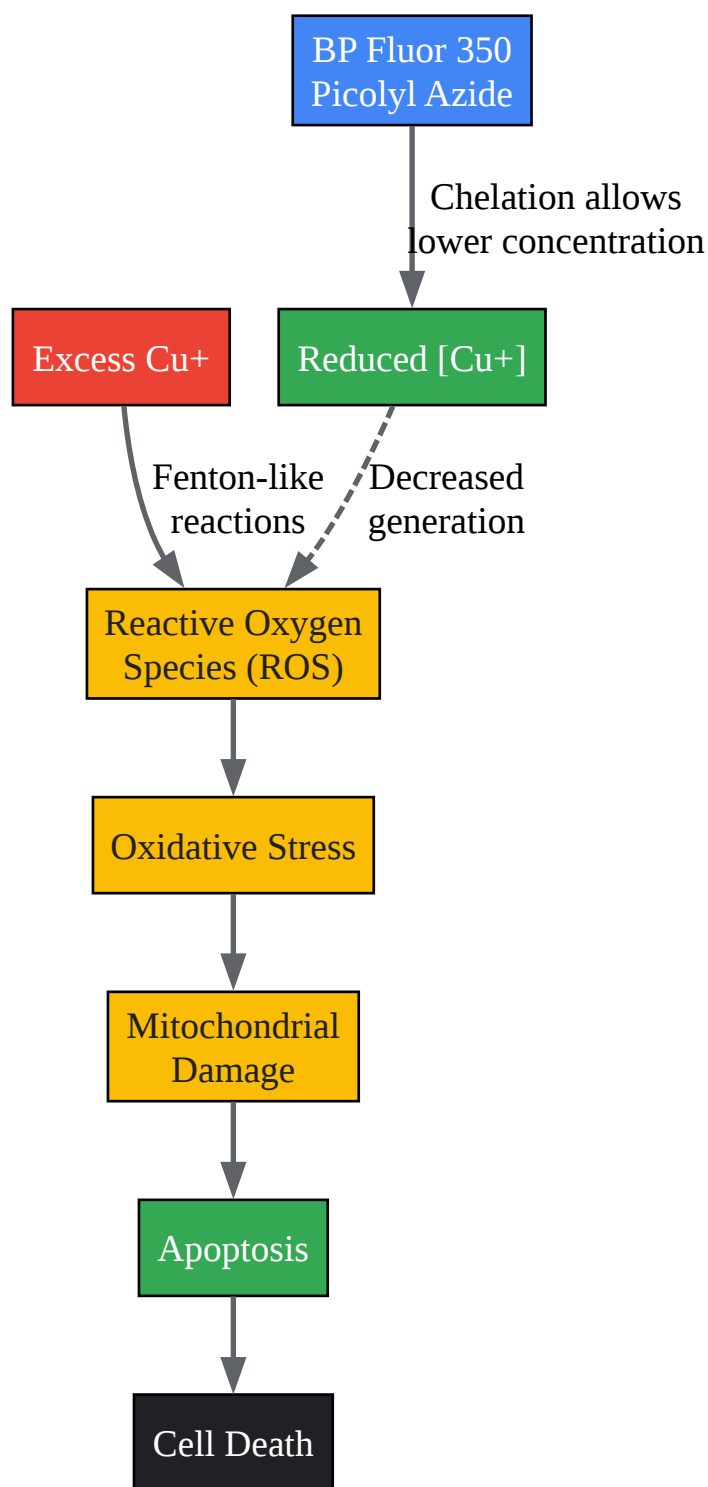 BP Fluor 350
Picolyl Azide
Chelation allows
lower concentration
Excess Cu+
Reduced [Cu+]
Fenton-like
reactions
Decreased
generation
Reactive Oxygen
Species (ROS)
Oxidative Stress
Mitochondrial
Damage
Apoptosis
Cell Death